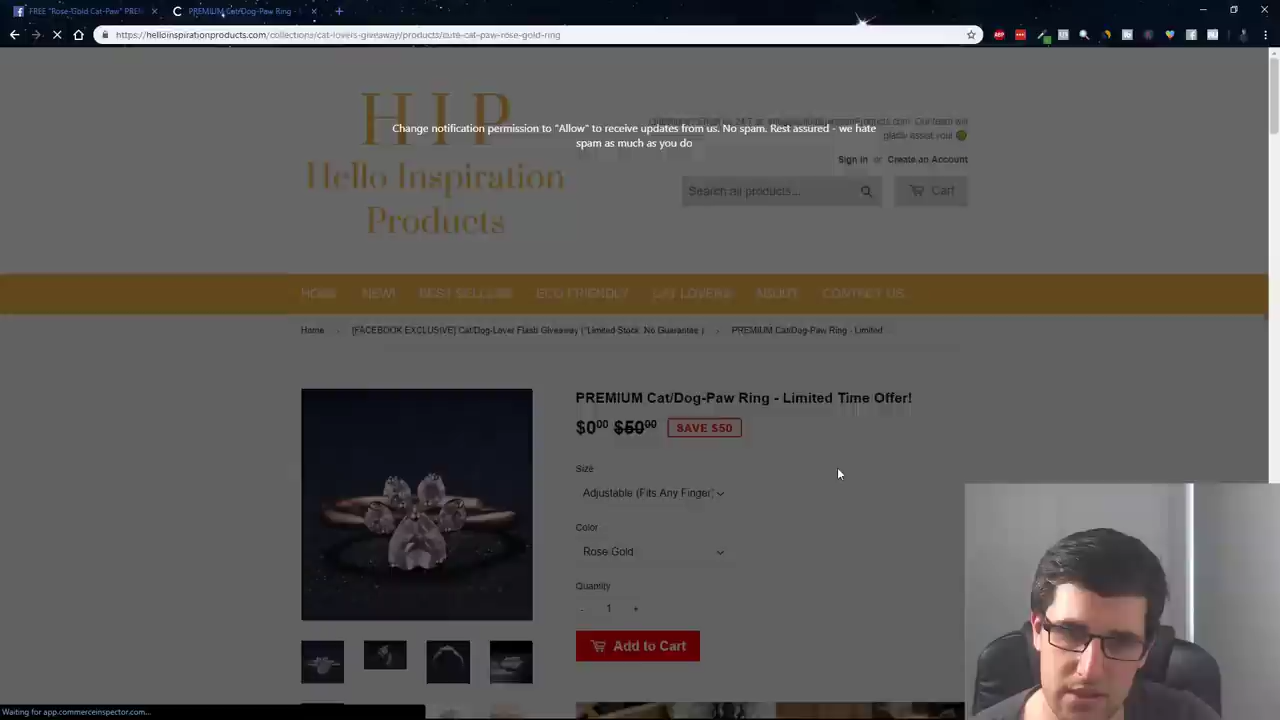 FREE "Rose-Gold Cat-Paw" PREM
PREMIUM Cat/Dog-Paw Ring -
https://helloinspirationproducts.com/collections/cat-lovers-giveaway/products/cute-cat-paw-rose-gold-ring
HIP
Hello Inspiration
Products
Change notification permission to "Allow" to receive updates from us. No spam. Rest assured - we hate
spam as much as you do
Our team will
gladly assist you!
Sign in or Create an Account
Search all products...
Cart
HOME NEW! BEST SELLERS ECO FRIENDLY CAT LOVERS ABOUT CONTACT US
Home › [FACEBOOK EXCLUSIVE] Cat/Dog-Lover Flash Giveaway (*Limited Stock. No Guarantee ) › PREMIUM Cat/Dog-Paw Ring - Limited
PREMIUM Cat/Dog-Paw Ring - Limited Time Offer!
$0.00 $50.00 SAVE $50
Size
Adjustable (Fits Any Finger)
Color
Rose Gold
Quantity
- 1 +
Add to Cart
Waiting for app.commerceinspector.com...